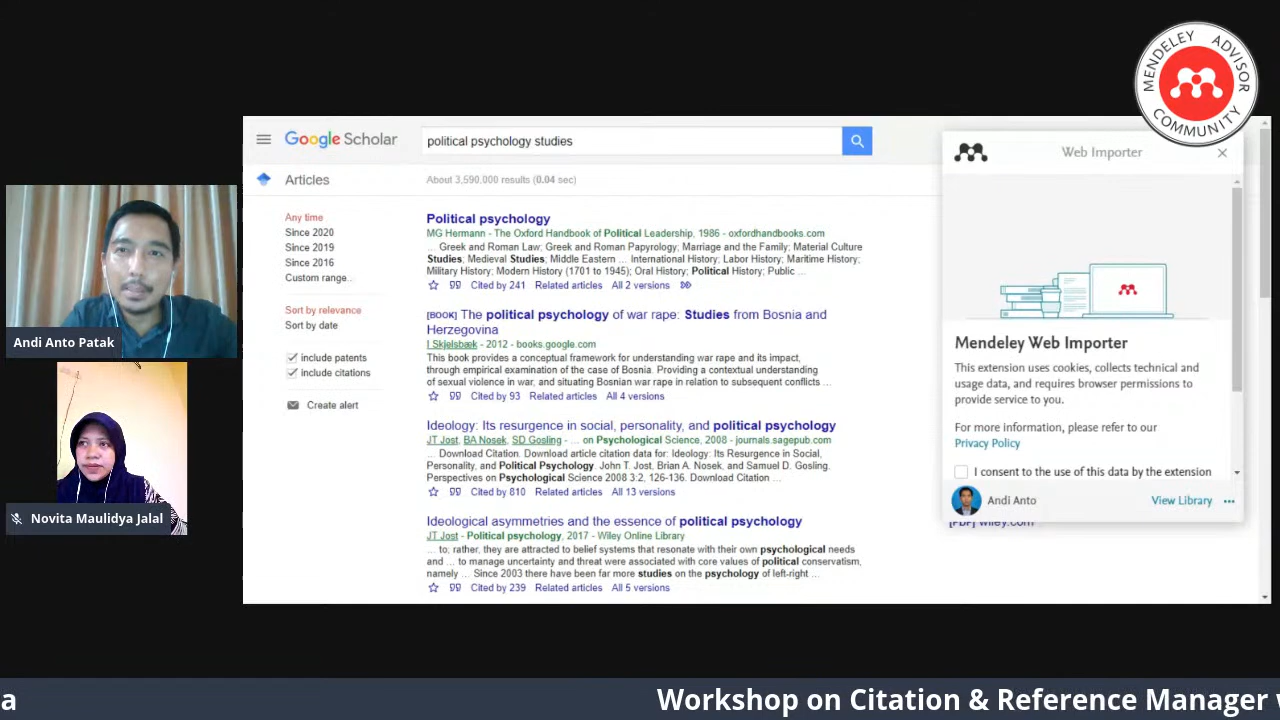 MENDELEY ADVISOR
COMMUNITY
Google Scholar
political psychology studies
Articles
About 3,590,000 results (0.04 sec)
Any time
Since 2020
Since 2019
Since 2016
Custom range...
Sort by relevance
Sort by date
include patents
include citations
Create alert
Political psychology
MG Hermann - The Oxford Handbook of Political Leadership, 1986 - oxfordhandbooks.com
... Greek and Roman Law; Greek and Roman Papyrology; Marriage and the Family; Material Culture
Studies; Medieval Studies; Middle Eastern ... International History; Labor History; Maritime History;
Military History; Modern History (1701 to 1945); Oral History; Political History; Public ...
Cited by 241 Related articles All 2 versions
[BOOK] The political psychology of war rape: Studies from Bosnia and
Herzegovina
I Skjelsbæk - 2012 - books.google.com
This book provides a conceptual framework for understanding war rape and its impact,
through empirical examination of the case of Bosnia. Providing a contextual understanding
of sexual violence in war, and situating Bosnian war rape in relation to subsequent conflicts ...
Cited by 93 Related articles All 4 versions
Ideology: Its resurgence in social, personality, and political psychology
JT Jost, BA Nosek, SD Gosling - ... on Psychological Science, 2008 - journals.sagepub.com
... Download Citation. Download article citation data for: Ideology: Its Resurgence in Social,
Personality, and Political Psychology. John T. Jost, Brian A. Nosek, and Samuel D. Gosling.
Perspectives on Psychological Science 2008 3:2, 126-136. Download Citation ...
Cited by 810 Related articles All 13 versions
Ideological asymmetries and the essence of political psychology
JT Jost - Political psychology, 2017 - Wiley Online Library
... to; rather, they are attracted to belief systems that resonate with their own psychological needs
and ... to manage uncertainty and threat were associated with core values of political conservatism,
namely ... Since 2003 there have been far more studies on the psychology of left-right ...
Cited by 239 Related articles All 5 versions
Web Importer
Mendeley Web Importer
This extension uses cookies, collects technical and
usage data, and requires browser permissions to
provide service to you.
For more information, please refer to our
Privacy Policy
I consent to the use of this data by the extension
Andi Anto
View Library
[PDF] wiley.com
Andi Anto Patak
Novita Maulidya Jalal
a
Workshop on Citation & Reference Manager